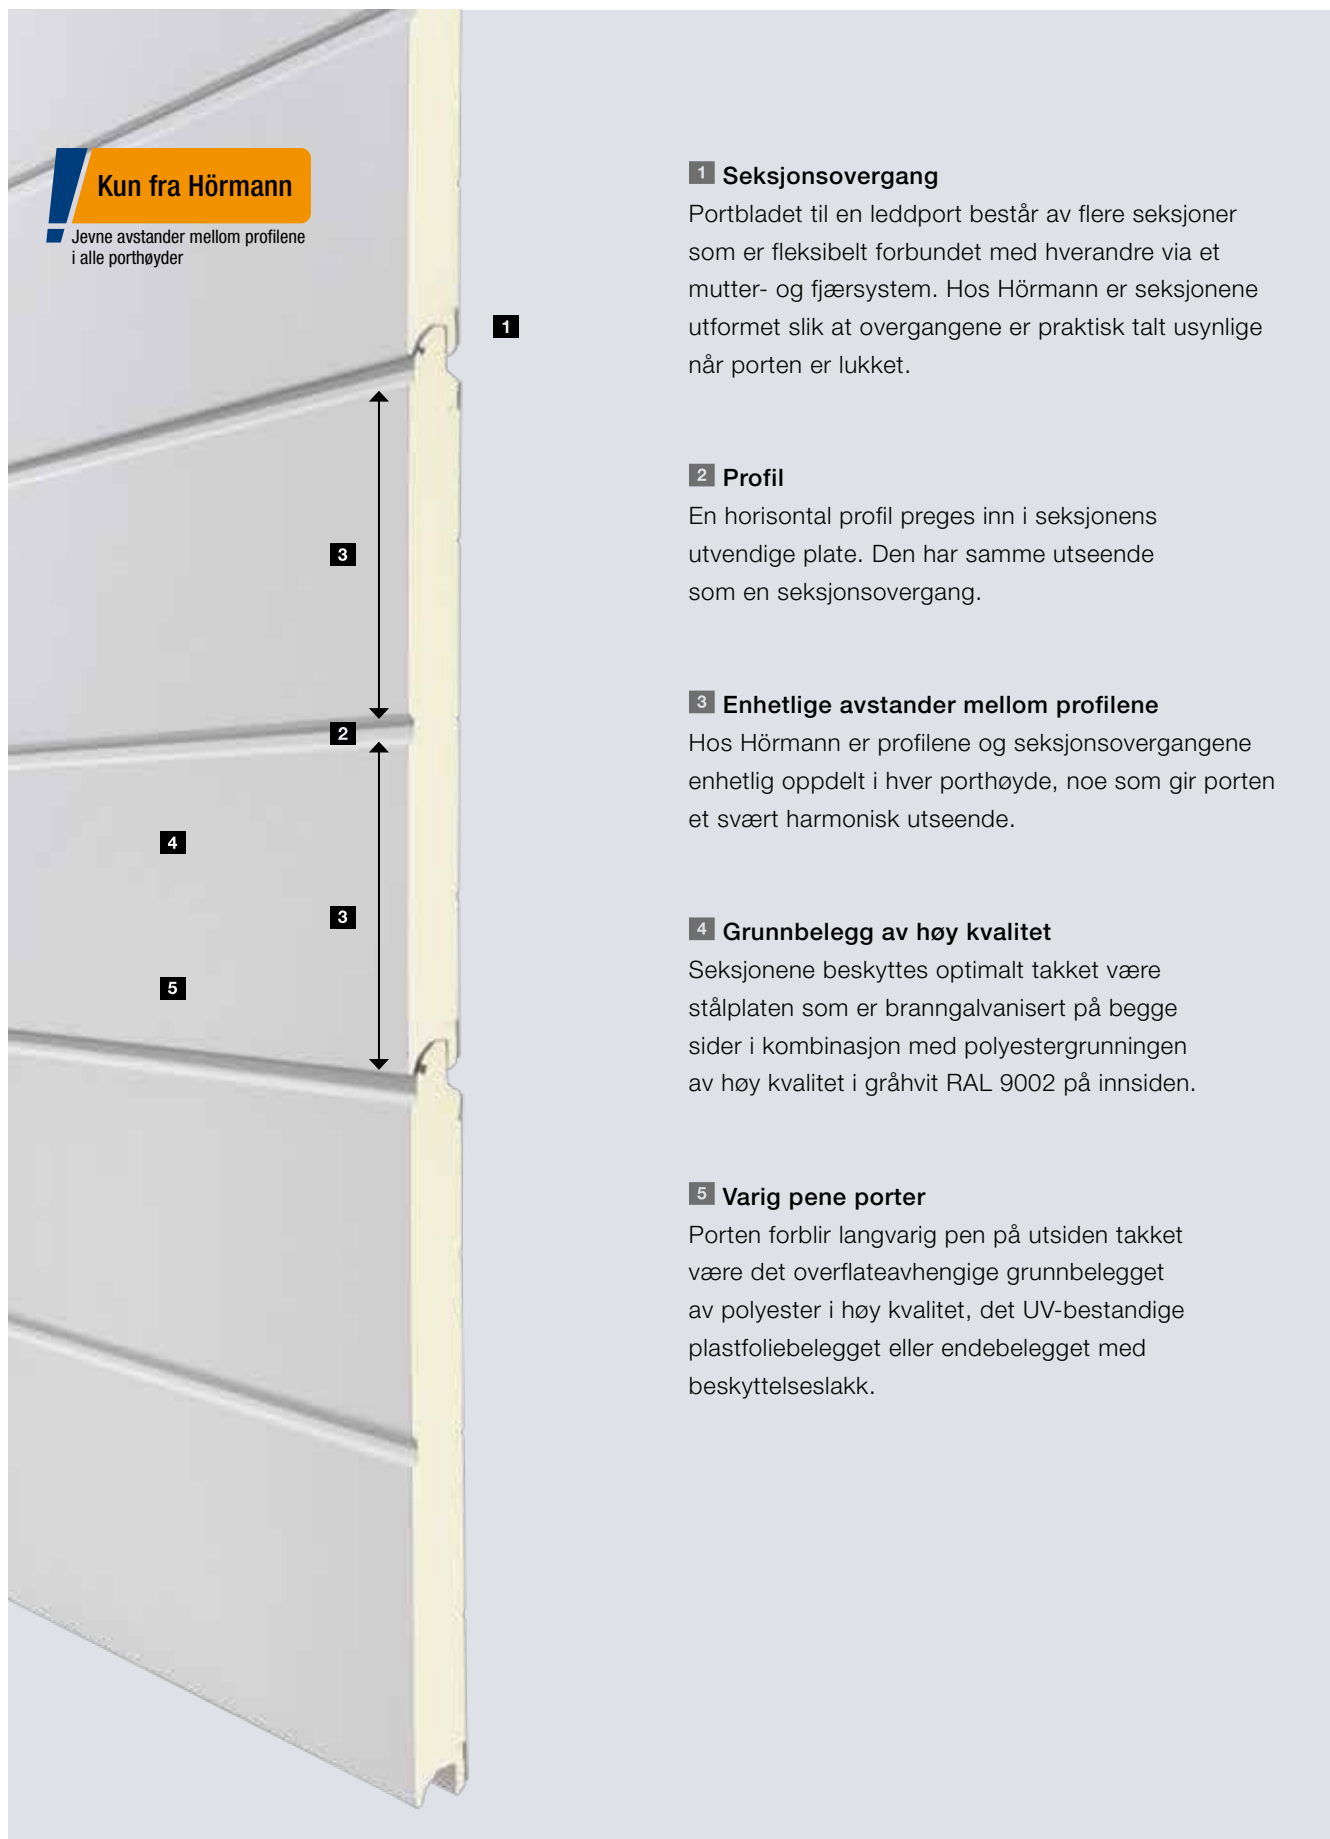 Kun fra Hörmann
Jevne avstander mellom profilene
i alle porthøyder
1
3
2
3
4
5
1 Seksjonsovergang
Portbladet til en leddport består av flere seksjoner
som er fleksibelt forbundet med hverandre via et
mutter- og fjærsystem. Hos Hörmann er seksjonene
utformet slik at overgangene er praktisk talt usynlige
når porten er lukket.
2 Profil
En horisontal profil preges inn i seksjonens
utvendige plate. Den har samme utseende
som en seksjonsovergang.
3 Enhetlige avstander mellom profilene
Hos Hörmann er profilene og seksjonsovergangene
enhetlig oppdelt i hver porthøyde, noe som gir porten
et svært harmonisk utseende.
4 Grunnbelegg av høy kvalitet
Seksjonene beskyttes optimalt takket være
stålplaten som er branngalvanisert på begge
sider i kombinasjon med polyestergrunningen
av høy kvalitet i gråhvit RAL 9002 på innsiden.
5 Varig pene porter
Porten forblir langvarig pen på utsiden takket
være det overflateavhengige grunnbelegget
av polyester i høy kvalitet, det UV-bestandige
plastfoliebelegget eller endebelegget med
beskyttelseslakk.